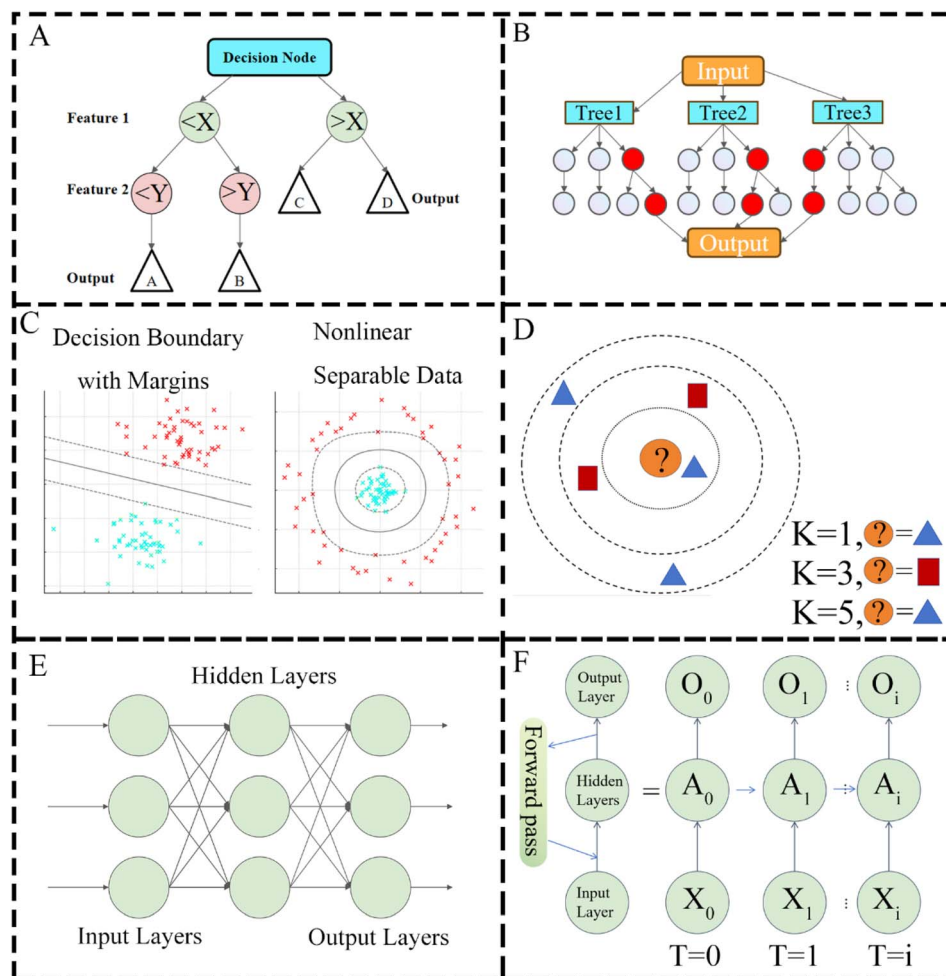 A
Decision Node
Feature 1
<X
>X
Feature 2
<Y
>Y
C
D
Output
Output
A
B
B
Input
Tree1
Tree2
Tree3
Output
C
Decision Boundary
with Margins
Nonlinear
Separable Data
D
?
K=1, ?=
K=3, ?=
K=5, ?=
E
Hidden Layers
Input Layers
Output Layers
F
Output
Layer
O0
O1
Oi
Forward pass
Hidden
Layers
=
A0
A1
Ai
Input
Layer
X0
X1
Xi
T=0
T=1
T=i